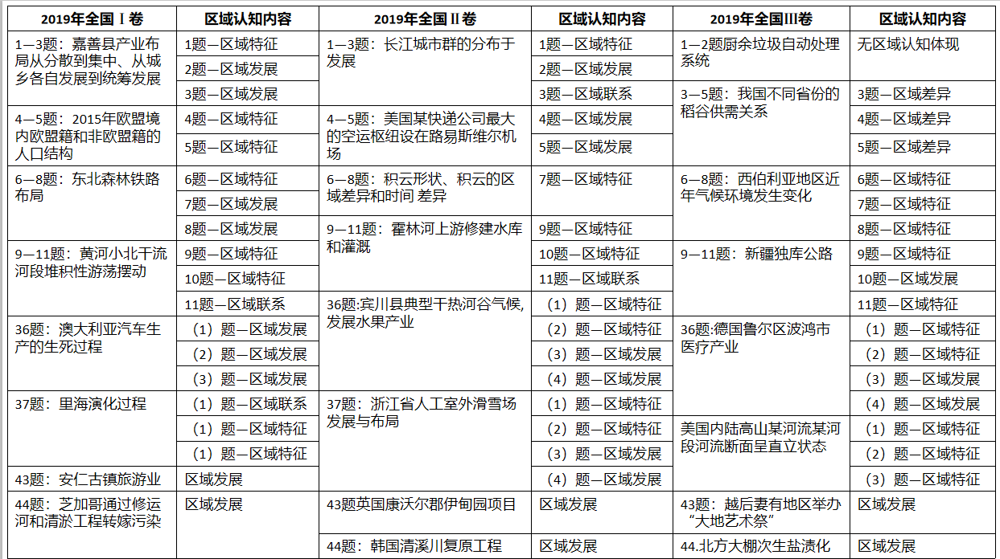 2019年全国Ⅰ卷
区域认知内容
2019年全国Ⅱ卷
区域认知内容
2019年全国Ⅲ卷
区域认知内容
1—3题：嘉善县产业布
局从分散到集中、从城
乡各自发展到统筹发展
1题—区域特征
2题—区域发展
3题—区域发展
4—5题：2015年欧盟境
内欧盟籍和非欧盟籍的
人口结构
4题—区域特征
5题—区域特征
6—8题：东北森林铁路
布局
6题—区域特征
7题—区域发展
8题—区域发展
9—11题：黄河小北干流
河段堆积性游荡摆动
9题—区域特征
10题—区域特征
11题—区域联系
36题：澳大利亚汽车生
产的生死过程
（1）题—区域发展
（2）题—区域发展
（3）题—区域发展
37题：里海演化过程
（1）题—区域联系
（1）题—区域特征
（1）题—区域特征
43题：安仁古镇旅游业
区域发展
44题：芝加哥通过修运
河和清淤工程转嫁污染
区域发展
1—3题：长江城市群的分布于
发展
1题—区域特征
2题—区域发展
3题—区域联系
4—5题：美国某快递公司最大
的空运枢纽设在路易斯维尔机
场
4题—区域发展
5题—区域发展
6—8题：积云形状、积云的区
域差异和时间 差异
7题—区域特征
9—11题：霍林河上游修建水库
和灌溉
9题—区域特征
10题—区域特征
11题—区域联系
36题:宾川县典型干热河谷气候,
发展水果产业
（1）题—区域特征
（2）题—区域特征
（3）题—区域发展
（4）题—区域发展
37题：浙江省人工室外滑雪场
发展与布局
（1）题—区域特征
（2）题—区域特征
（3）题—区域发展
（4）题—区域发展
43题英国康沃尔郡伊甸园项目
区域发展
44题：韩国清溪川复原工程
区域发展
1—2题厨余垃圾自动处理
系统
无区域认知体现
3—5题：我国不同省份的
稻谷供需关系
3题—区域差异
4题—区域差异
5题—区域差异
6—8题：西伯利亚地区近
年气候环境发生变化
6题—区域特征
7题—区域特征
8题—区域特征
9—11题：新疆独库公路
9题—区域特征
10题—区域发展
11题—区域特征
36题:德国鲁尔区波鸿市
医疗产业
（1）题—区域特征
（2）题—区域特征
（3）题—区域发展
（4）题—区域发展
美国内陆高山某河流某河
段河流断面呈直立状态
（1）题—区域特征
（2）题—区域特征
（3）题—区域特征
43题：越后妻有地区举办
“大地艺术祭”
区域发展
44.北方大棚次生盐渍化
区域发展